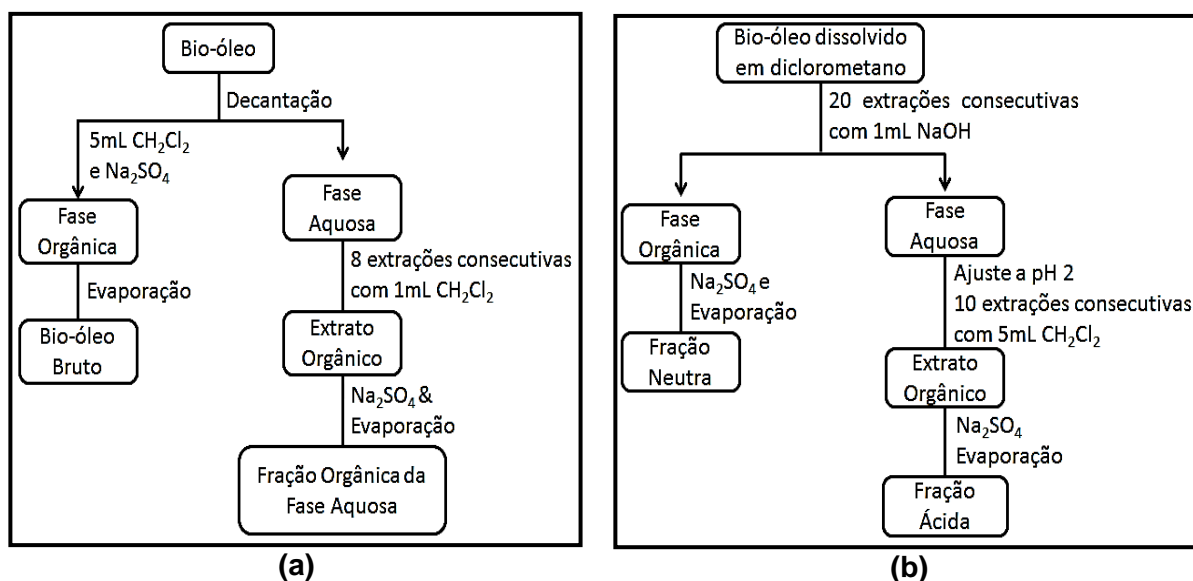 Bio-óleo
Decantação
5mL CH₂Cl₂
e Na₂SO₄
Fase
Orgânica
Evaporação
Bio-óleo
Bruto
Fase
Aquosa
8 extrações consecutivas
com 1mL CH₂Cl₂
Extrato
Orgânico
Na₂SO₄ &
Evaporação
Fração Orgânica da
Fase Aquosa
(a)
Bio-óleo dissolvido
em diclorometano
20 extrações consecutivas
com 1mL NaOH
Fase
Orgânica
Na₂SO₄ e
Evaporação
Fração
Neutra
Fase
Aquosa
Ajuste a pH 2
10 extrações consecutivas
com 5mL CH₂Cl₂
Extrato
Orgânico
Na₂SO₄
Evaporação
Fração
Ácida
(b)